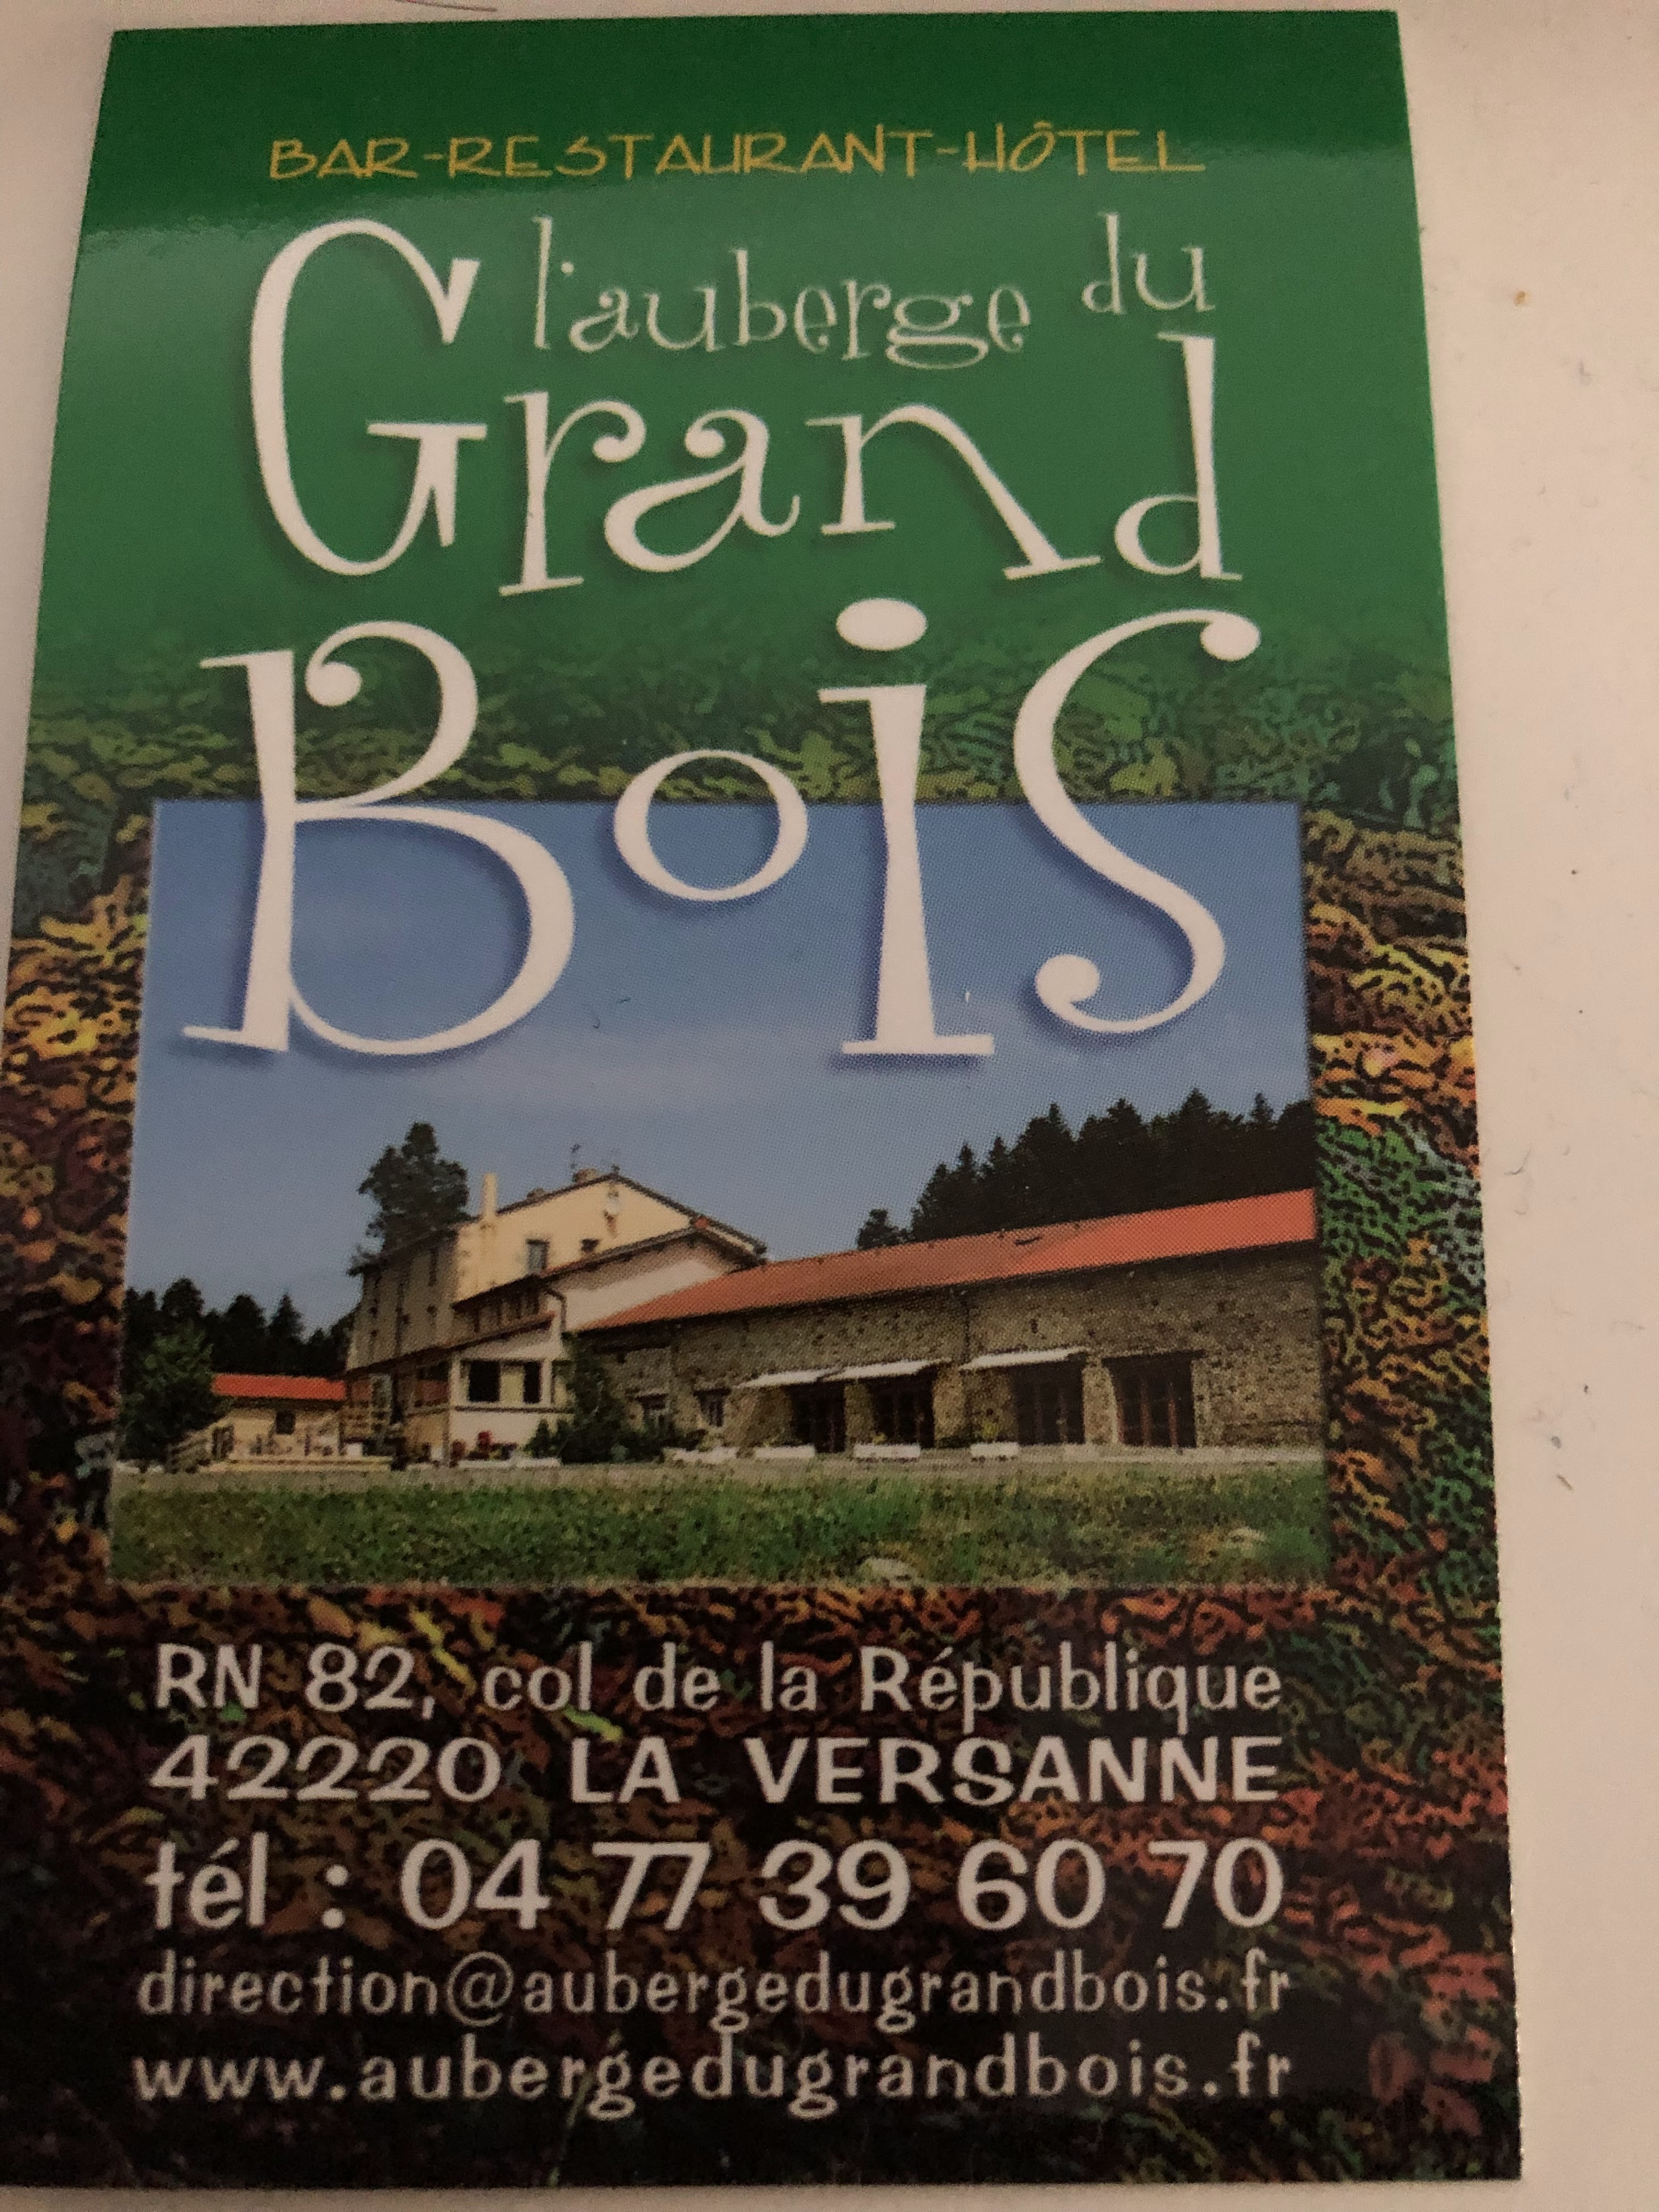 BAR-RESTAURANT-HÔTEL
l'auberge du
Grand
Bois
RN 82, col de la République
42220 LA VERSANNE
tél : 04 77 39 60 70
direction@aubergedugrandbois.fr
www.aubergedugrandbois.fr